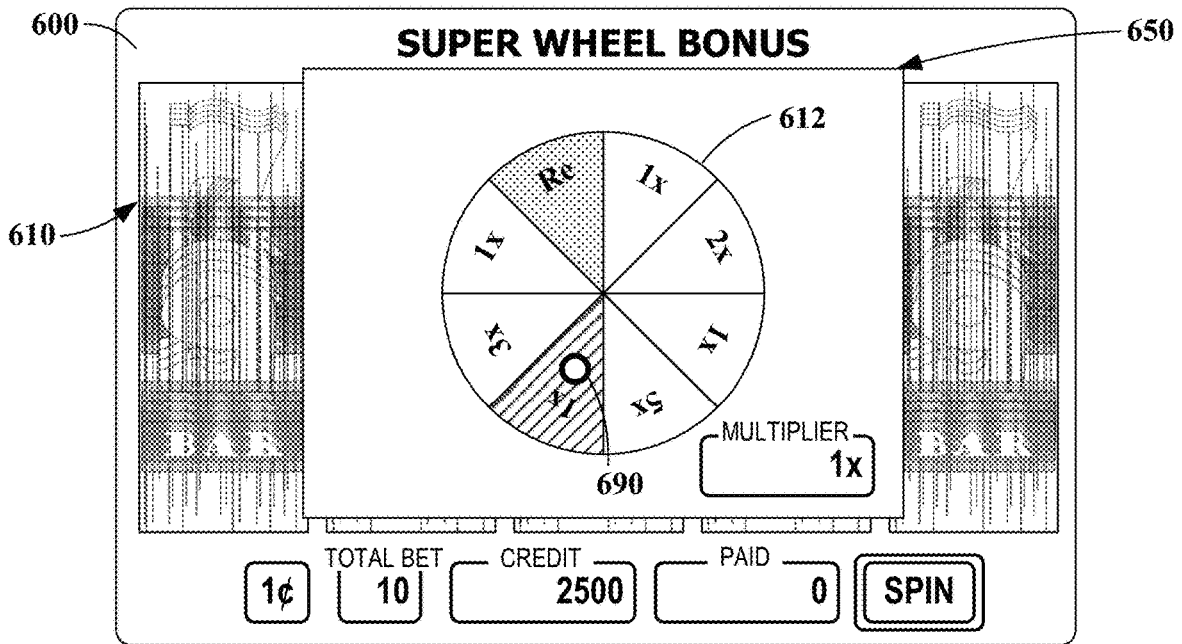 600
SUPER WHEEL BONUS
650
612
610
Re
1x
2x
1x
5x
1x
3x
1x
690
MULTIPLIER
1x
BAR
BAR
TOTAL BET
CREDIT
PAID
1¢
10
2500
0
SPIN